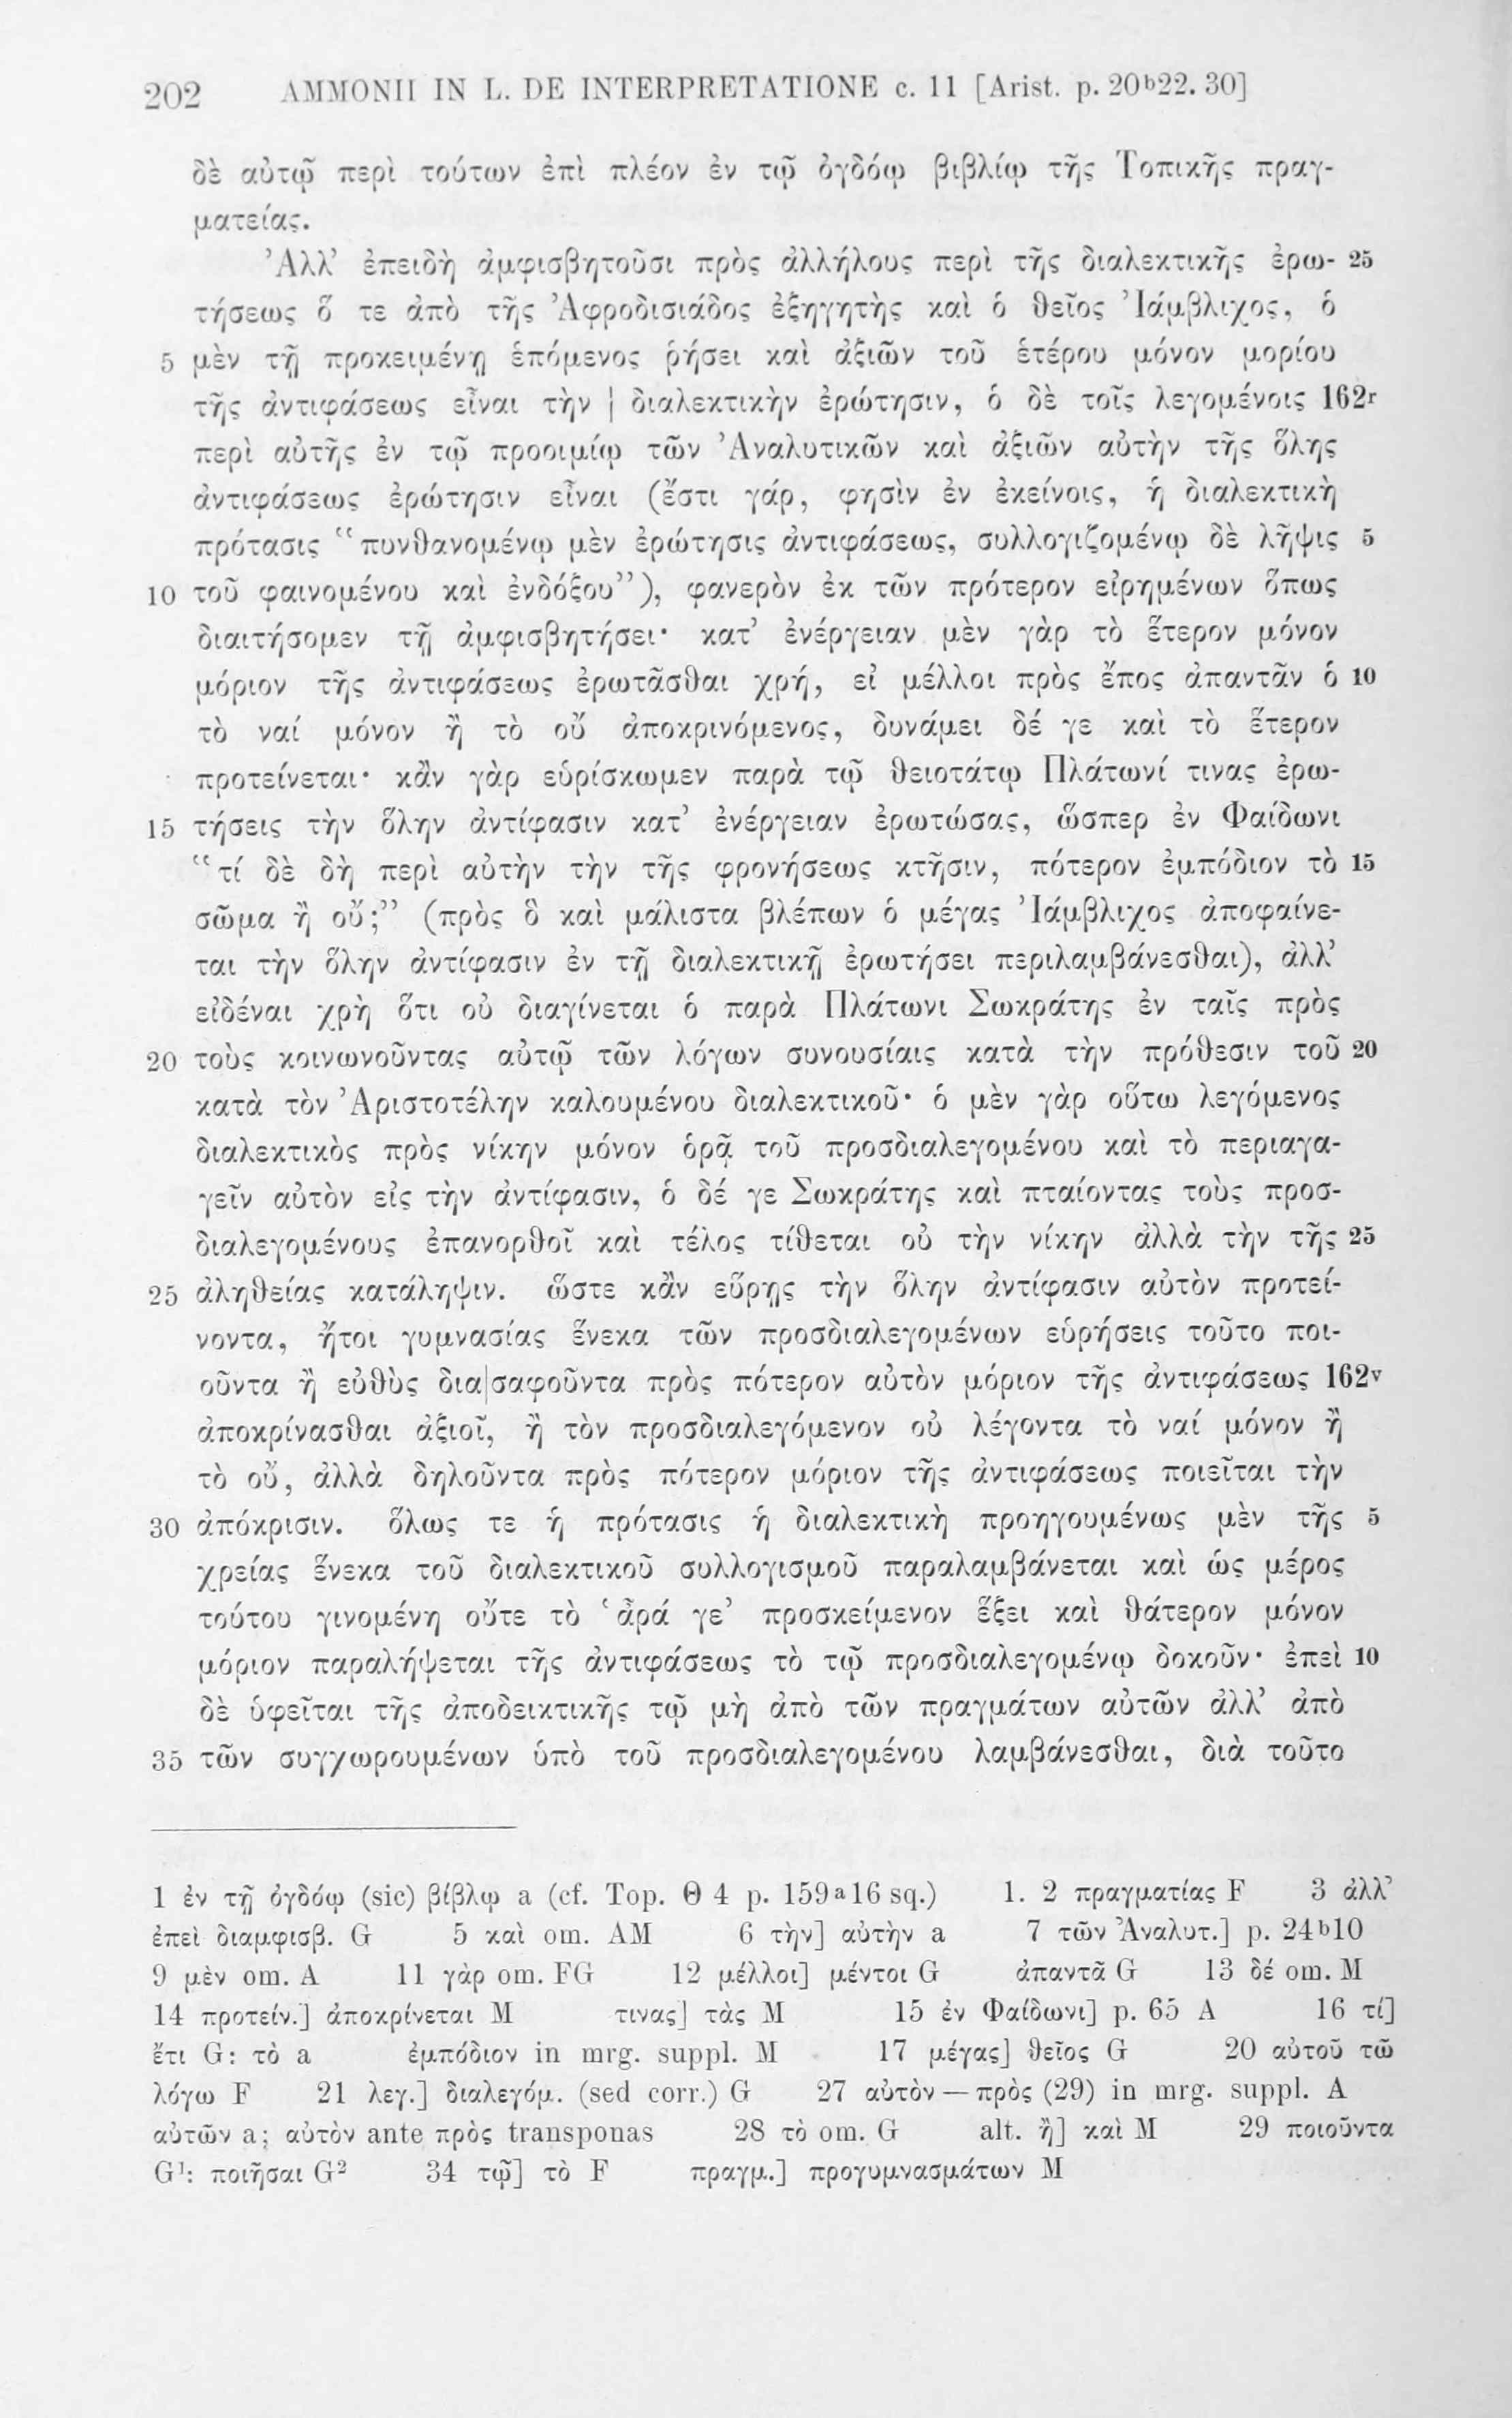 202 AMMONII IN L. DE INTERPRETATIONE c. 11 [Arist. p. 20ᵇ22. 30]
δὲ αὐτῷ περὶ τούτων ἐπὶ πλέον ἐν τῷ ὀγδόῳ βιβλίῳ τῆς Τοπικῆς πραγ-
ματείας.
Ἀλλ’ ἐπειδὴ ἀμφισβητοῦσι πρὸς ἀλλήλους περὶ τῆς διαλεκτικῆς ἐρω- 25
τήσεως ὅ τε ἀπὸ τῆς Ἀφροδισιάδος ἐξηγητὴς καὶ ὁ θεῖος Ἰάμβλιχος, ὁ
5 μὲν τῇ προκειμένῃ ἑπόμενος ῥήσει καὶ ἀξιῶν τοῦ ἑτέρου μόνον μορίου
τῆς ἀντιφάσεως εἶναι τὴν | διαλεκτικὴν ἐρώτησιν, ὁ δὲ τοῖς λεγομένοις 162ʳ
περὶ αὐτῆς ἐν τῷ προοιμίῳ τῶν Ἀναλυτικῶν καὶ ἀξιῶν αὐτὴν τῆς ὅλης
ἀντιφάσεως ἐρώτησιν εἶναι (ἔστι γάρ, φησὶν ἐν ἐκείνοις, ἡ διαλεκτικὴ
πρότασις “πυνθανομένῳ μὲν ἐρώτησις ἀντιφάσεως, συλλογιζομένῳ δὲ λῆψις 5
10 τοῦ φαινομένου καὶ ἐνδόξου”), φανερὸν ἐκ τῶν πρότερον εἰρημένων ὅπως
διαιτήσομεν τῇ ἀμφισβητήσει· κατ’ ἐνέργειαν μὲν γὰρ τὸ ἕτερον μόνον
μόριον τῆς ἀντιφάσεως ἐρωτᾶσθαι χρή, εἰ μέλλοι πρὸς ἔπος ἀπαντᾶν ὁ 10
τὸ ναί μόνον ἢ τὸ οὔ ἀποκρινόμενος, δυνάμει δέ γε καὶ τὸ ἕτερον
προτείνεται· κἂν γὰρ εὑρίσκωμεν παρὰ τῷ θειοτάτῳ Πλάτωνί τινας ἐρω-
15 τήσεις τὴν ὅλην ἀντίφασιν κατ’ ἐνέργειαν ἐρωτώσας, ὥσπερ ἐν Φαίδωνι
“τί δὲ δὴ περὶ αὐτὴν τὴν τῆς φρονήσεως κτῆσιν, πότερον ἐμπόδιον τὸ 15
σῶμα ἢ οὔ;” (πρὸς ὃ καὶ μάλιστα βλέπων ὁ μέγας Ἰάμβλιχος ἀποφαίνε-
ται τὴν ὅλην ἀντίφασιν ἐν τῇ διαλεκτικῇ ἐρωτήσει περιλαμβάνεσθαι), ἀλλ’
εἰδέναι χρὴ ὅτι οὐ διαγίνεται ὁ παρὰ Πλάτωνι Σωκράτης ἐν ταῖς πρὸς
20 τοὺς κοινωνοῦντας αὐτῷ τῶν λόγων συνουσίαις κατὰ τὴν πρόθεσιν τοῦ 20
κατὰ τὸν Ἀριστοτέλην καλουμένου διαλεκτικοῦ· ὁ μὲν γὰρ οὕτω λεγόμενος
διαλεκτικὸς πρὸς νίκην μόνον ὁρᾷ τοῦ προσδιαλεγομένου καὶ τὸ περιαγα-
γεῖν αὐτὸν εἰς τὴν ἀντίφασιν, ὁ δέ γε Σωκράτης καὶ πταίοντας τοὺς προσ-
διαλεγομένους ἐπανορθοῖ καὶ τέλος τίθεται οὐ τὴν νίκην ἀλλὰ τὴν τῆς 25
25 ἀληθείας κατάληψιν. ὥστε κἂν εὕρῃς τὴν ὅλην ἀντίφασιν αὐτὸν προτεί-
νοντα, ἤτοι γυμνασίας ἕνεκα τῶν προσδιαλεγομένων εὑρήσεις τοῦτο ποι-
οῦντα ἢ εὐθὺς δια|σαφοῦντα πρὸς πότερον αὐτὸν μόριον τῆς ἀντιφάσεως 162ᵛ
ἀποκρίνασθαι ἀξιοῖ, ἢ τὸν προσδιαλεγόμενον οὐ λέγοντα τὸ ναί μόνον ἢ
τὸ οὔ, ἀλλὰ δηλοῦντα πρὸς πότερον μόριον τῆς ἀντιφάσεως ποιεῖται τὴν
30 ἀπόκρισιν. ὅλως τε ἡ πρότασις ἡ διαλεκτικὴ προηγουμένως μὲν τῆς 5
χρείας ἕνεκα τοῦ διαλεκτικοῦ συλλογισμοῦ παραλαμβάνεται καὶ ὡς μέρος
τούτου γινομένη οὔτε τὸ ‘ἆρά γε’ προσκείμενον ἕξει καὶ θάτερον μόνον
μόριον παραλήψεται τῆς ἀντιφάσεως τὸ τῷ προσδιαλεγομένῳ δοκοῦν· ἐπεὶ 10
δὲ ὑφεῖται τῆς ἀποδεικτικῆς τῷ μὴ ἀπὸ τῶν πραγμάτων αὐτῶν ἀλλ’ ἀπὸ
35 τῶν συγχωρουμένων ὑπὸ τοῦ προσδιαλεγομένου λαμβάνεσθαι, διὰ τοῦτο
1 ἐν τῇ ὀγδόῳ (sic) βίβλῳ a (cf. Top. Θ 4 p. 159ᵃ16 sq.) 1. 2 πραγματίας F 3 ἀλλ’
ἐπεὶ διαμφισβ. G 5 καὶ om. AM 6 τὴν] αὐτὴν a 7 τῶν Ἀναλυτ.] p. 24ᵇ10
9 μὲν om. A 11 γὰρ om. FG 12 μέλλοι] μέντοι G ἀπαντᾶ G 13 δέ om. M
14 προτείν.] ἀποκρίνεται M τινας] τὰς M 15 ἐν Φαίδωνι] p. 65 A 16 τί]
ἔτι G: τὸ a ἐμπόδιον in mrg. suppl. M 17 μέγας] θεῖος G 20 αὐτοῦ τῶ
λόγω F 21 λεγ.] διαλεγόμ. (sed corr.) G 27 αὐτὸν — πρὸς (29) in mrg. suppl. A
αὐτῶν a; αὐτὸν ante πρὸς transponas 28 τὸ om. G alt. ἢ] καὶ M 29 ποιοῦντα
G¹: ποιῆσαι G² 34 τῷ] τὸ F πραγμ.] προγυμνασμάτων M